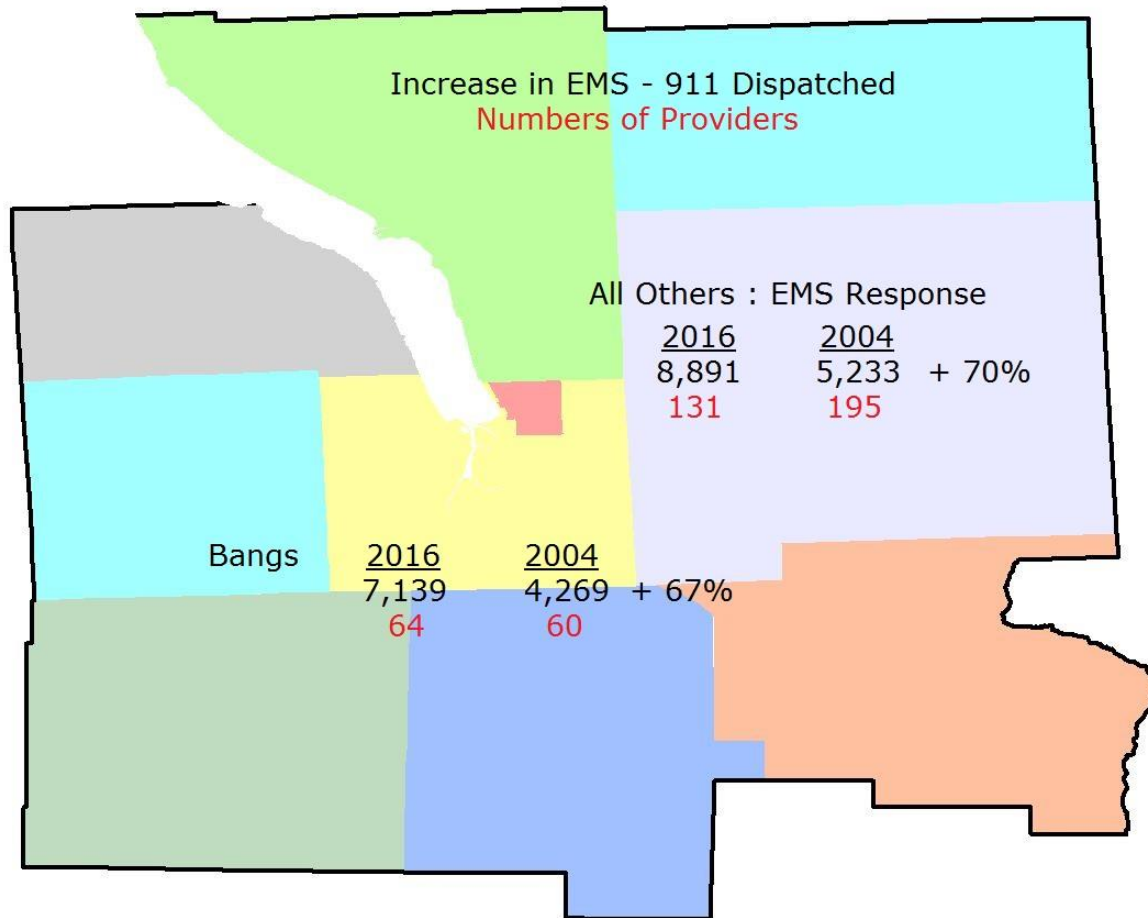 Increase in EMS - 911 Dispatched
Numbers of Providers
All Others : EMS Response
2016 2004
8,891 5,233 + 70%
131 195
Bangs 2016 2004
7,139 4,269 + 67%
64 60